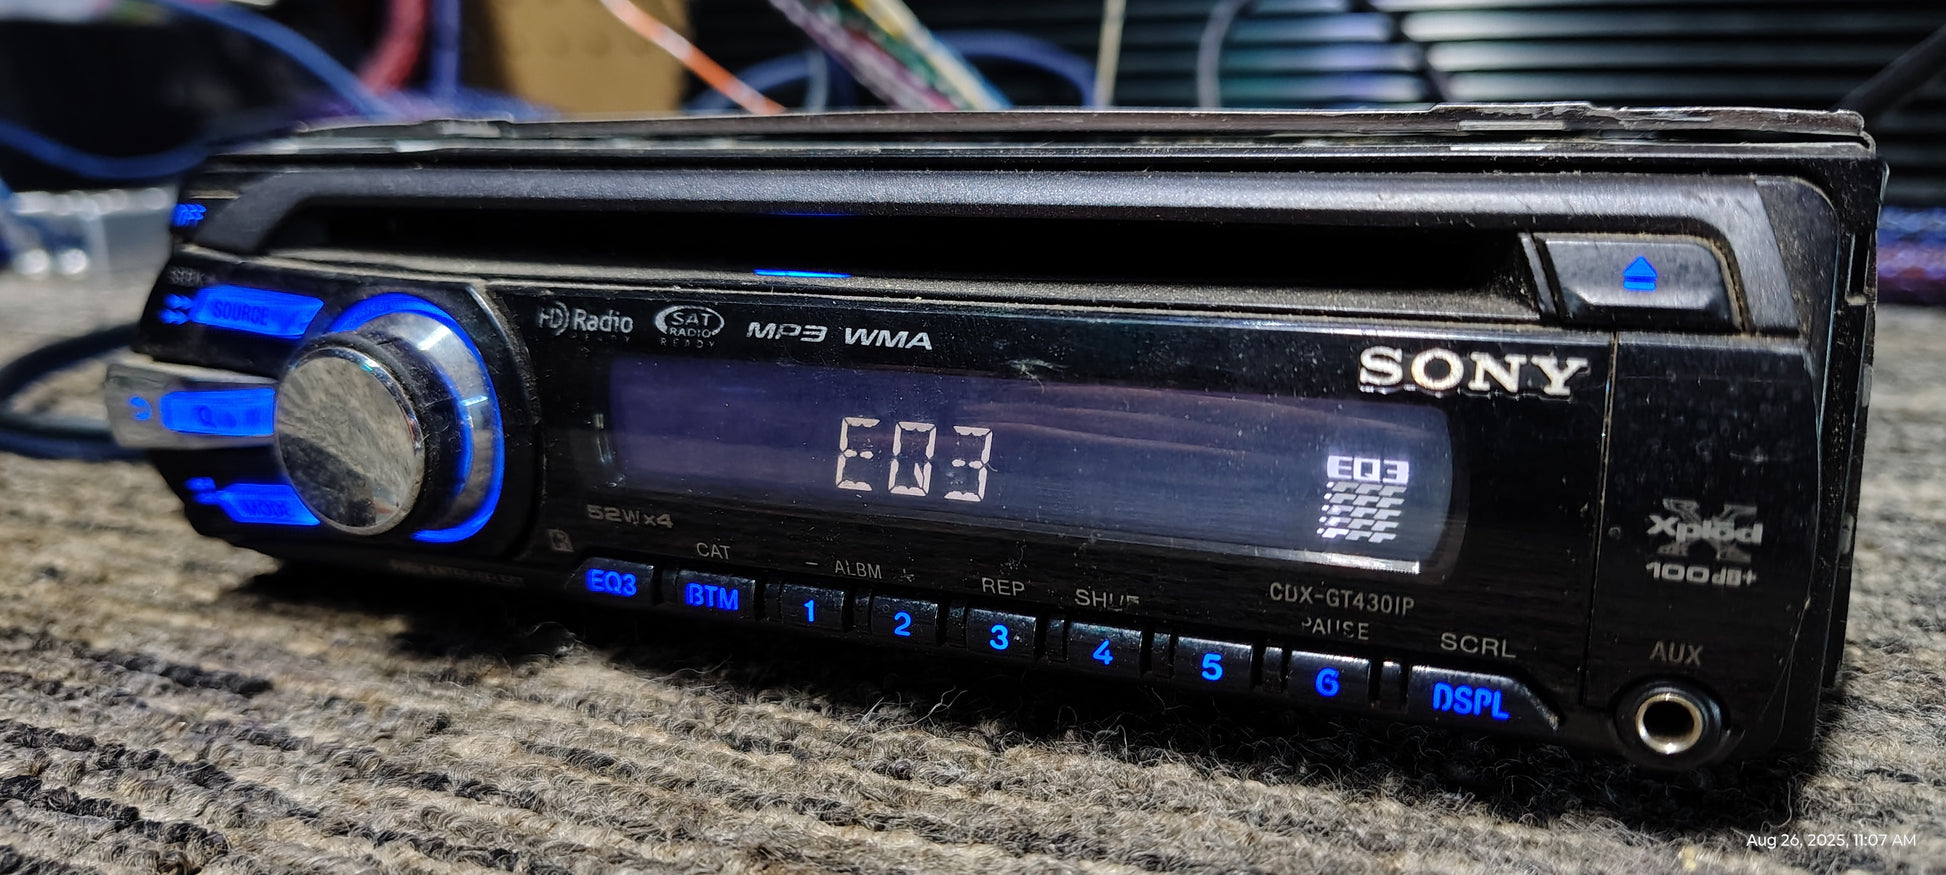 OFF
SEEK
SOURCE
HD Radio
READY
SAT
RADIO
READY
MP3 WMA
SONY
EQ3
EQ3
MODE
52Wx4
Xplod
100dB+
CAT
- ALBM +
REP
SHUF
CDX-GT430IP
PAUSE
SCRL
AUX
EQ3
BTM
1
2
3
4
5
6
DSPL
Aug 26, 2025, 11:07 AM